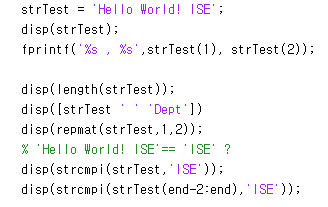 strTest = 'Hello World! ISE';
disp(strTest);
fprintf('%s , %s',strTest(1), strTest(2));
disp(length(strTest));
disp([strTest ' ' 'Dept'])
disp(repmat(strTest,1,2));
% 'Hello World! ISE'== 'ISE' ?
disp(strcmpi(strTest,'ISE'));
disp(strcmpi(strTest(end-2:end),'ISE'));